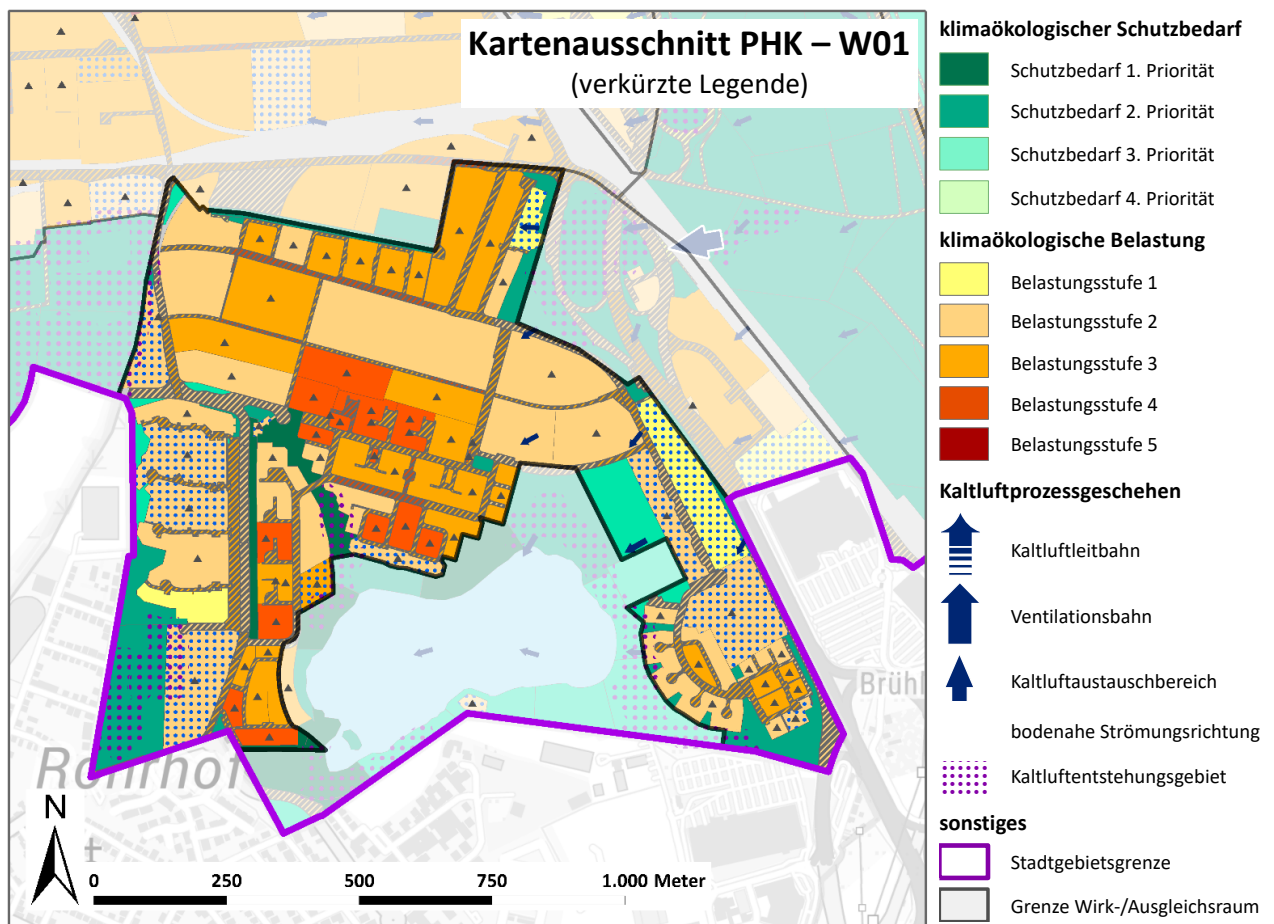 Kartenausschnitt PHK – W01
(verkürzte Legende)
klimaökologischer Schutzbedarf
Schutzbedarf 1. Priorität
Schutzbedarf 2. Priorität
Schutzbedarf 3. Priorität
Schutzbedarf 4. Priorität
klimaökologische Belastung
Belastungsstufe 1
Belastungsstufe 2
Belastungsstufe 3
Belastungsstufe 4
Belastungsstufe 5
Kaltluftprozessgeschehen
Kaltluftleitbahn
Ventilationsbahn
Kaltluftaustauschbereich
bodennahe Strömungsrichtung
Kaltluftentstehungsgebiet
sonstiges
Stadtgebietsgrenze
Grenze Wirk-/Ausgleichsraum
Brühl
Rohrhof
N
t
0 250 500 750 1.000 Meter